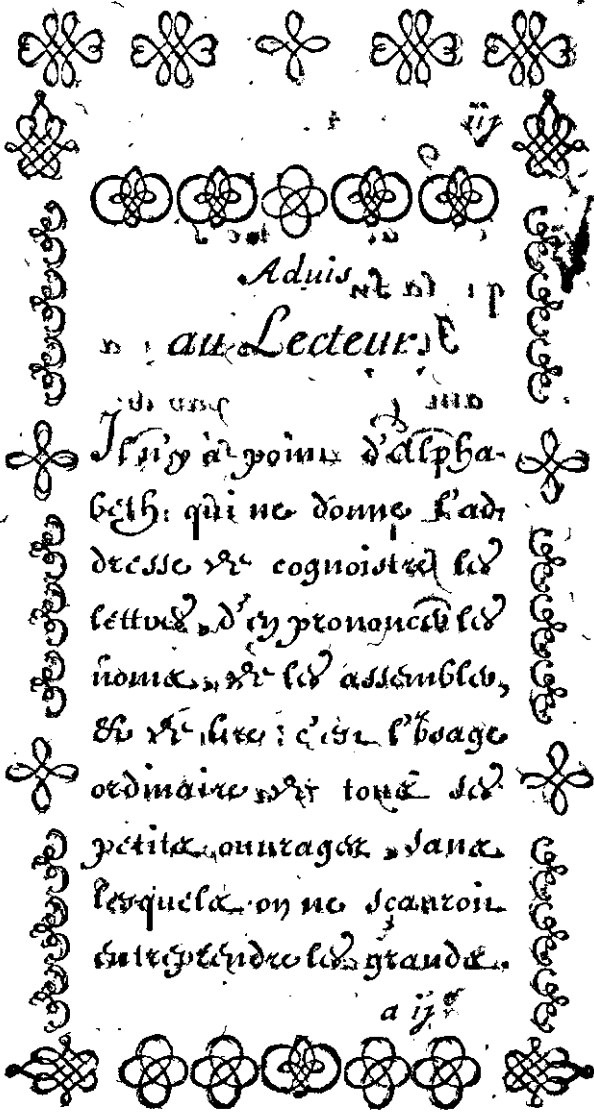 iij
Aduis
au Lecteur.
Il n'y à point d'Alpha-
beth: qui ne donne l'ad-
dresse de cognoistre les
lettres, d'en prononcer les
noms, de les assembler,
& de lire: c'est l'vsage
ordinaire de tous ces
petits ouurages, sans
lesquels on ne sçauroit
entreprendre les grands.
a ij